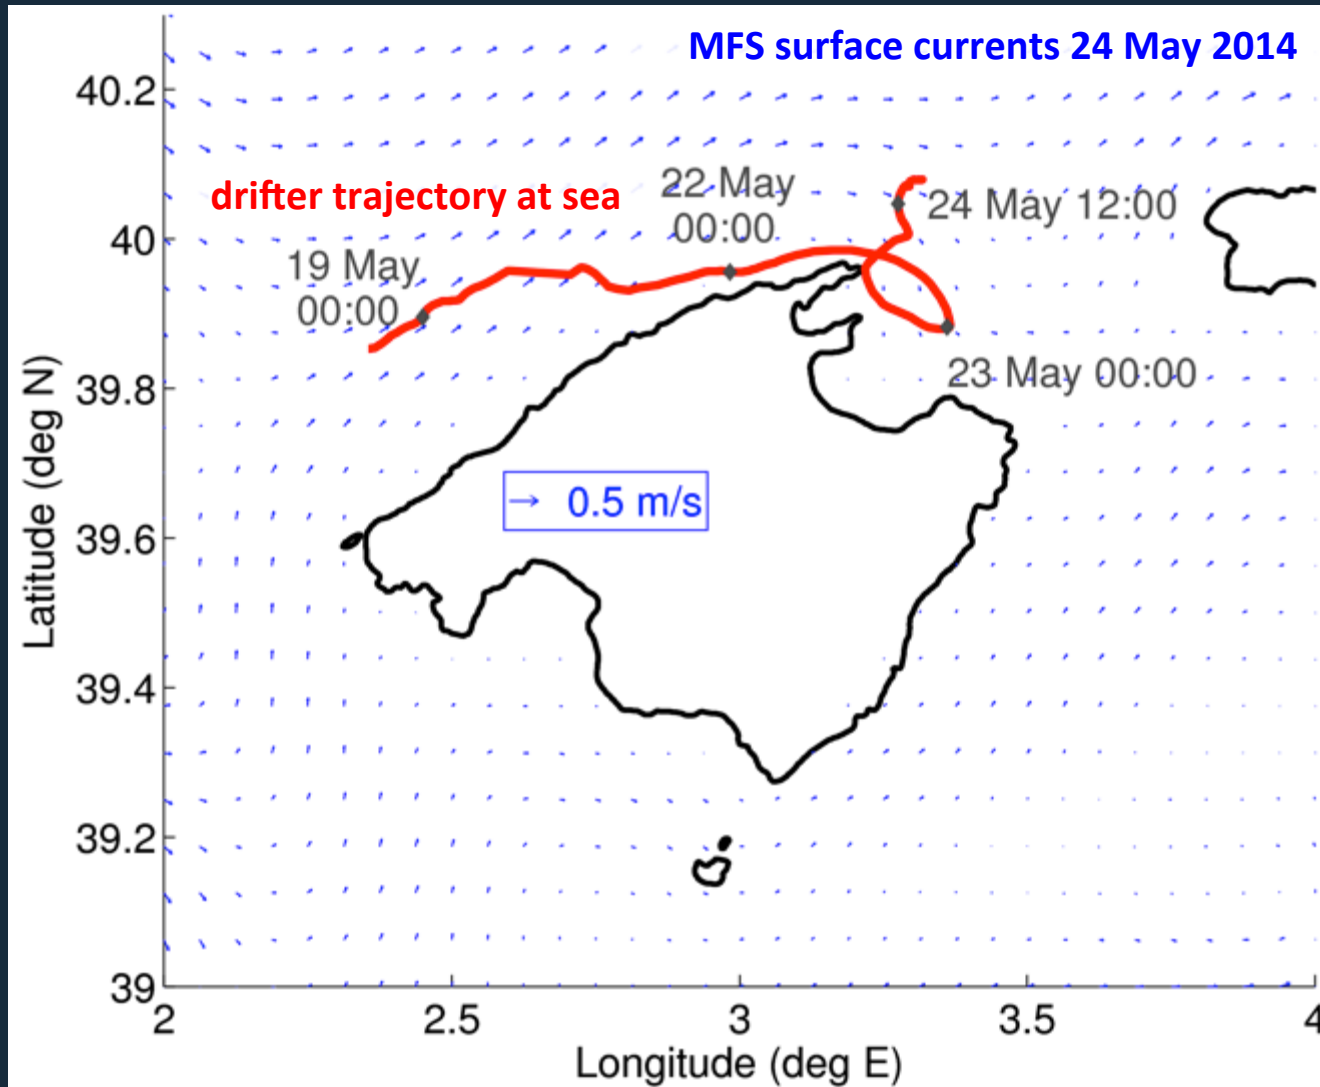 MFS surface currents 24 May 2014
40.2
drifter trajectory at sea
22 May
00:00
24 May 12:00
40
19 May
00:00
23 May 00:00
39.8
0.5 m/s
39.6
39.4
39.2
39
Latitude (deg N)
2
2.5
3
3.5
4
Longitude (deg E)